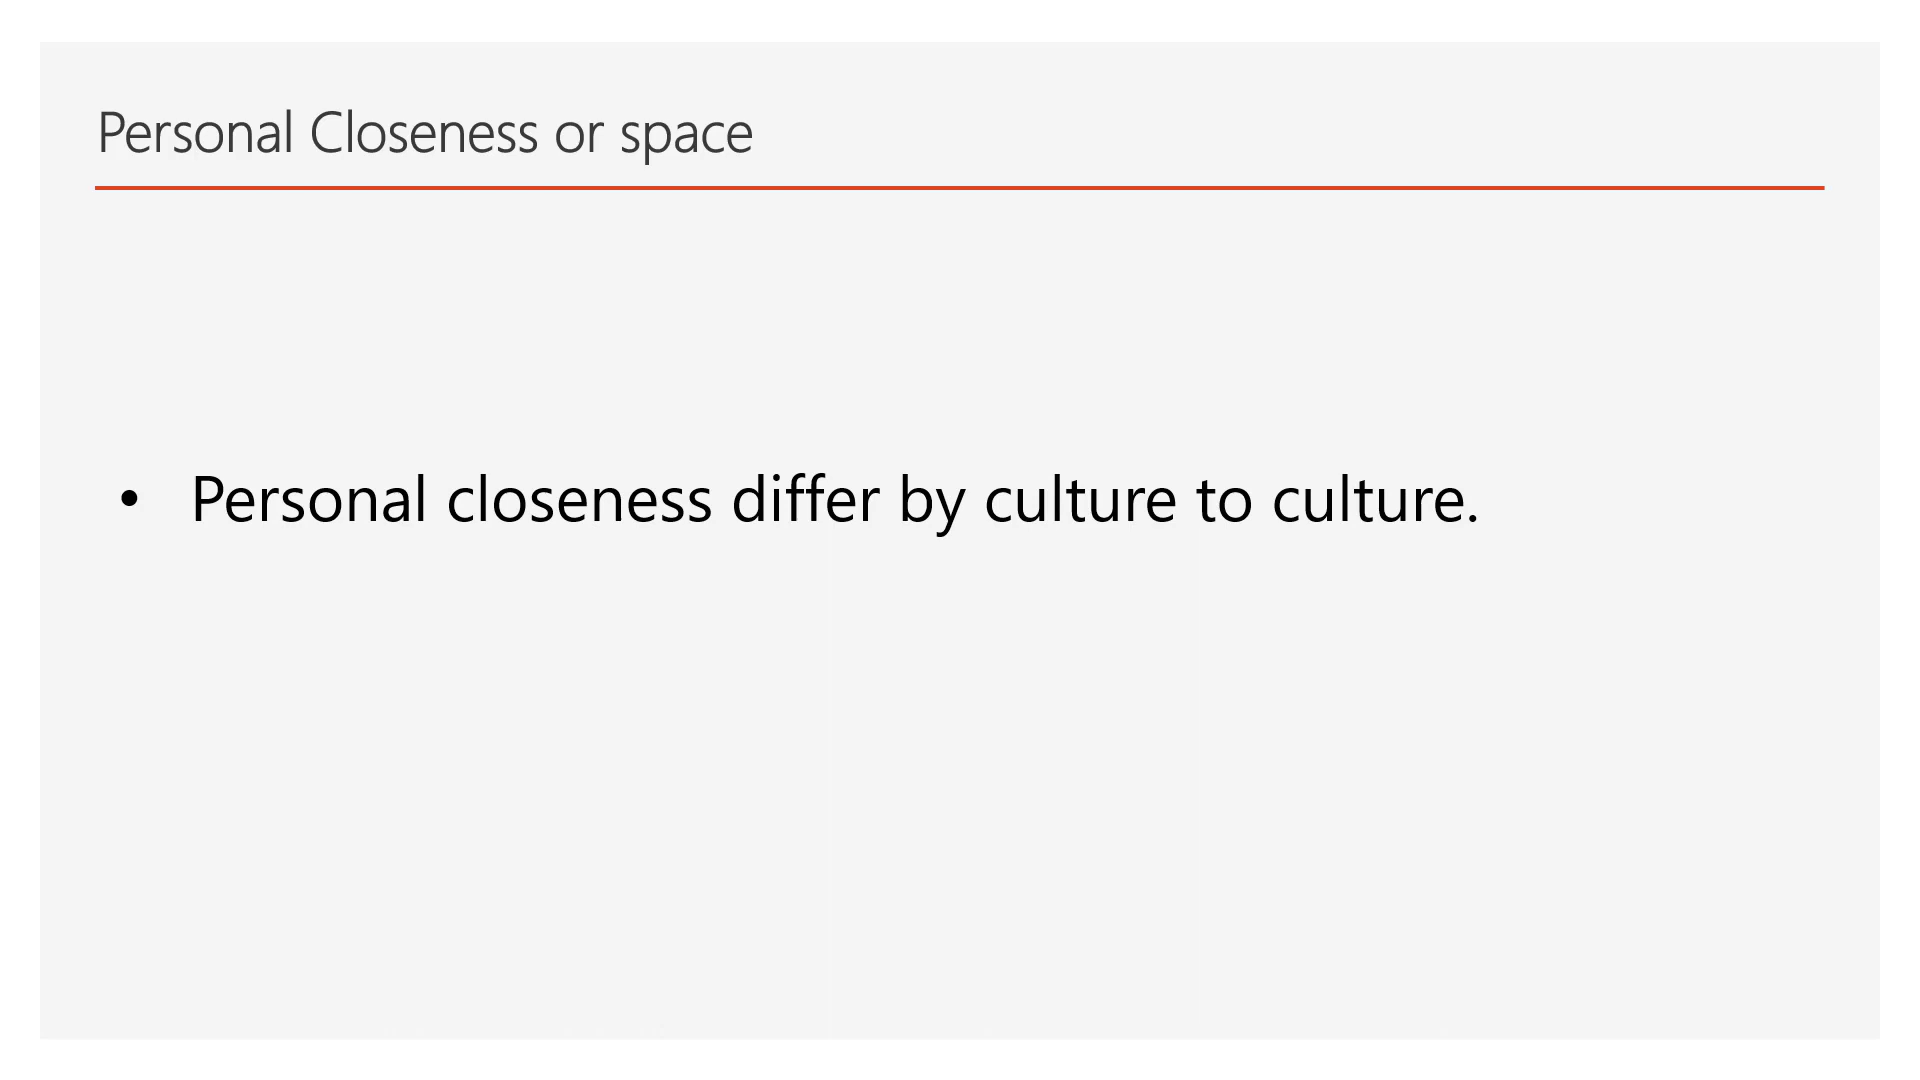 Personal Closeness or space
• Personal closeness differ by culture to culture.